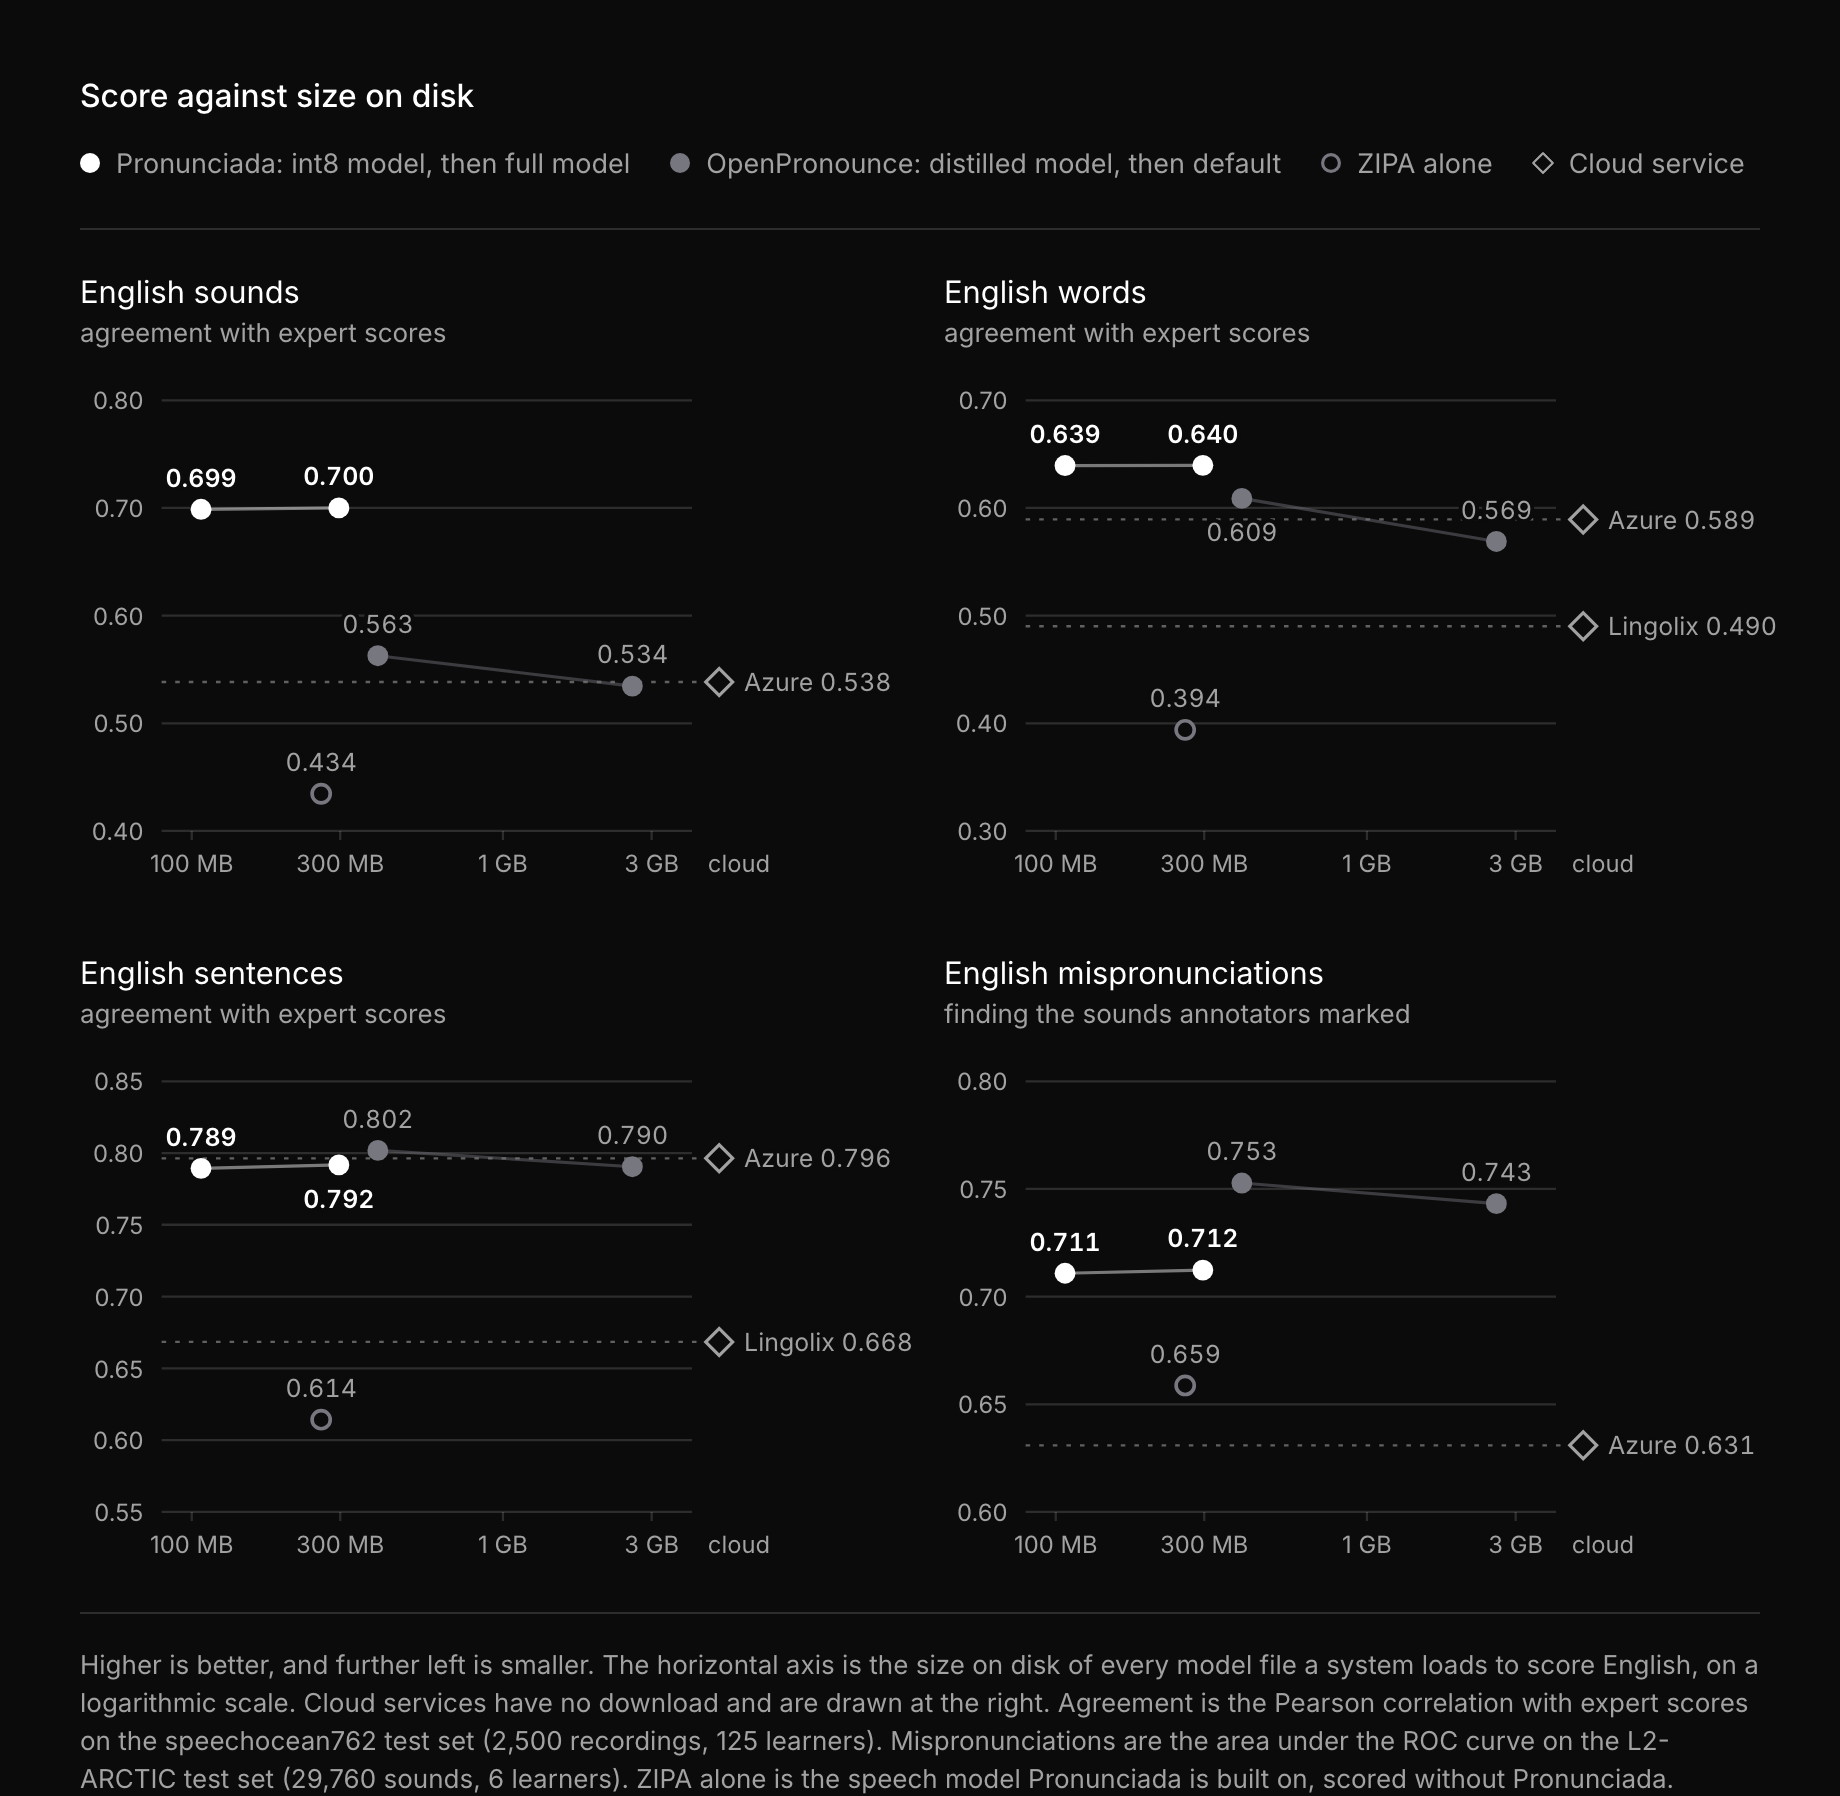 Score against size on disk
Pronunciada: int8 model, then full model
OpenPronounce: distilled model, then default
ZIPA alone
Cloud service
English sounds
agreement with expert scores
0.80
0.70
0.60
0.50
0.40
0.699
0.700
0.563
0.534
0.434
Azure 0.538
100 MB
300 MB
1 GB
3 GB
cloud
English words
agreement with expert scores
0.70
0.60
0.50
0.40
0.30
0.639
0.640
0.609
0.569
0.394
Azure 0.589
Lingolix 0.490
100 MB
300 MB
1 GB
3 GB
cloud
English sentences
agreement with expert scores
0.85
0.80
0.75
0.70
0.65
0.60
0.55
0.789
0.792
0.802
0.790
0.614
Azure 0.796
Lingolix 0.668
100 MB
300 MB
1 GB
3 GB
cloud
English mispronunciations
finding the sounds annotators marked
0.80
0.75
0.70
0.65
0.60
0.711
0.712
0.753
0.743
0.659
Azure 0.631
100 MB
300 MB
1 GB
3 GB
cloud
Higher is better, and further left is smaller. The horizontal axis is the size on disk of every model file a system loads to score English, on a
logarithmic scale. Cloud services have no download and are drawn at the right. Agreement is the Pearson correlation with expert scores
on the speechocean762 test set (2,500 recordings, 125 learners). Mispronunciations are the area under the ROC curve on the L2-
ARCTIC test set (29,760 sounds, 6 learners). ZIPA alone is the speech model Pronunciada is built on, scored without Pronunciada.